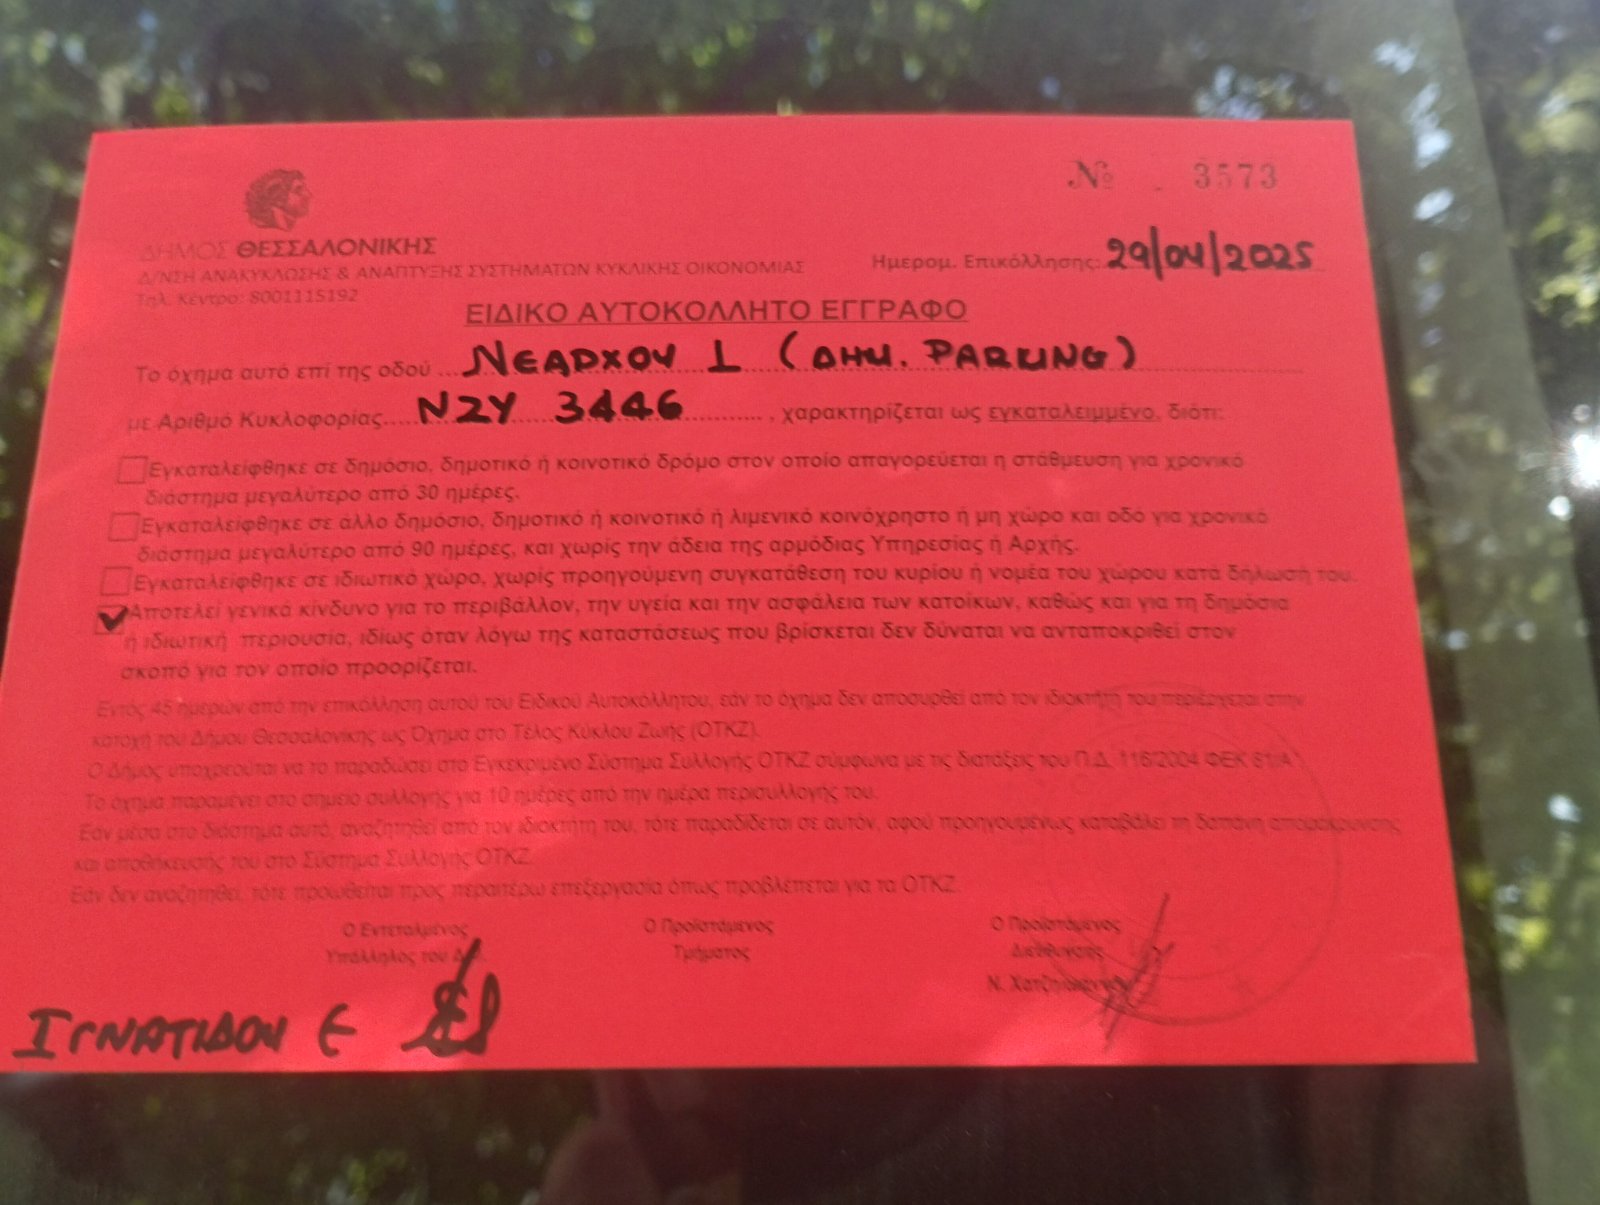 № 3573
ΔΗΜΟΣ ΘΕΣΣΑΛΟΝΙΚΗΣ
Δ/ΝΣΗ ΑΝΑΚΥΚΛΩΣΗΣ & ΑΝΑΠΤΥΞΗΣ ΣΥΣΤΗΜΑΤΩΝ ΚΥΚΛΙΚΗΣ ΟΙΚΟΝΟΜΙΑΣ
Ημερομ. Επικόλλησης: 29/04/2025
Τηλ. Κέντρο: 8001115192
ΕΙΔΙΚΟ ΑΥΤΟΚΟΛΛΗΤΟ ΕΓΓΡΑΦΟ
Το όχημα αυτό επί της οδού ... ΝΕΑΡΧΟΥ 1 (ΔΗΜ. PARKING)
με Αριθμό Κυκλοφορίας..... ΝΖΥ 3446 ......... , χαρακτηρίζεται ως εγκαταλειμμένο, διότι:
Εγκαταλείφθηκε σε δημόσιο, δημοτικό ή κοινοτικό δρόμο στον οποίο απαγορεύεται η στάθμευση για χρονικό
διάστημα μεγαλύτερο από 30 ημέρες.
Εγκαταλείφθηκε σε άλλο δημόσιο, δημοτικό ή κοινοτικό ή λιμενικό κοινόχρηστο ή μη χώρο και οδό για χρονικό
διάστημα μεγαλύτερο από 90 ημέρες, και χωρίς την άδεια της αρμόδιας Υπηρεσίας ή Αρχής.
Εγκαταλείφθηκε σε ιδιωτικό χώρο, χωρίς προηγούμενη συγκατάθεση του κυρίου ή νομέα του χώρου κατά δήλωσή του.
Αποτελεί γενικά κίνδυνο για το περιβάλλον, την υγεία και την ασφάλεια των κατοίκων, καθώς και για τη δημόσια
ή ιδιωτική περιουσία, ιδίως όταν λόγω της καταστάσεως που βρίσκεται δεν δύναται να ανταποκριθεί στον
σκοπό για τον οποίο προορίζεται.
Εντός 45 ημερών από την επικόλληση αυτού του Ειδικού Αυτοκόλλητου, εάν το όχημα δεν αποσυρθεί από τον ιδιοκτήτη του περιέρχεται στην
κατοχή του Δήμου Θεσσαλονίκης ως Όχημα στο Τέλος Κύκλου Ζωής (ΟΤΚΖ).
Ο Δήμος υποχρεούται να το παραδώσει στο Εγκεκριμένο Σύστημα Συλλογής ΟΤΚΖ σύμφωνα με τις διατάξεις του Π.Δ. 116/2004 ΦΕΚ 81/Α'.
Το όχημα παραμένει στο σημείο συλλογής για 10 ημέρες από την ημέρα περισυλλογής του.
Εάν μέσα στο διάστημα αυτό, αναζητηθεί από τον ιδιοκτήτη του, τότε παραδίδεται σε αυτόν, αφού προηγουμένως καταβάλει τη δαπάνη απομάκρυνσης
και αποθήκευσής του στο Σύστημα Συλλογής ΟΤΚΖ.
Εάν δεν αναζητηθεί, τότε προωθείται προς περαιτέρω επεξεργασία όπως προβλέπεται για τα ΟΤΚΖ.
Ο Εντεταλμένος Ο Προϊστάμενος Ο Προϊστάμενος
Υπάλληλος του Δ.Θ. Τμήματος Διεύθυνσης
Ν.
ΙΓΝΑΤΙΔΟΥ Ε